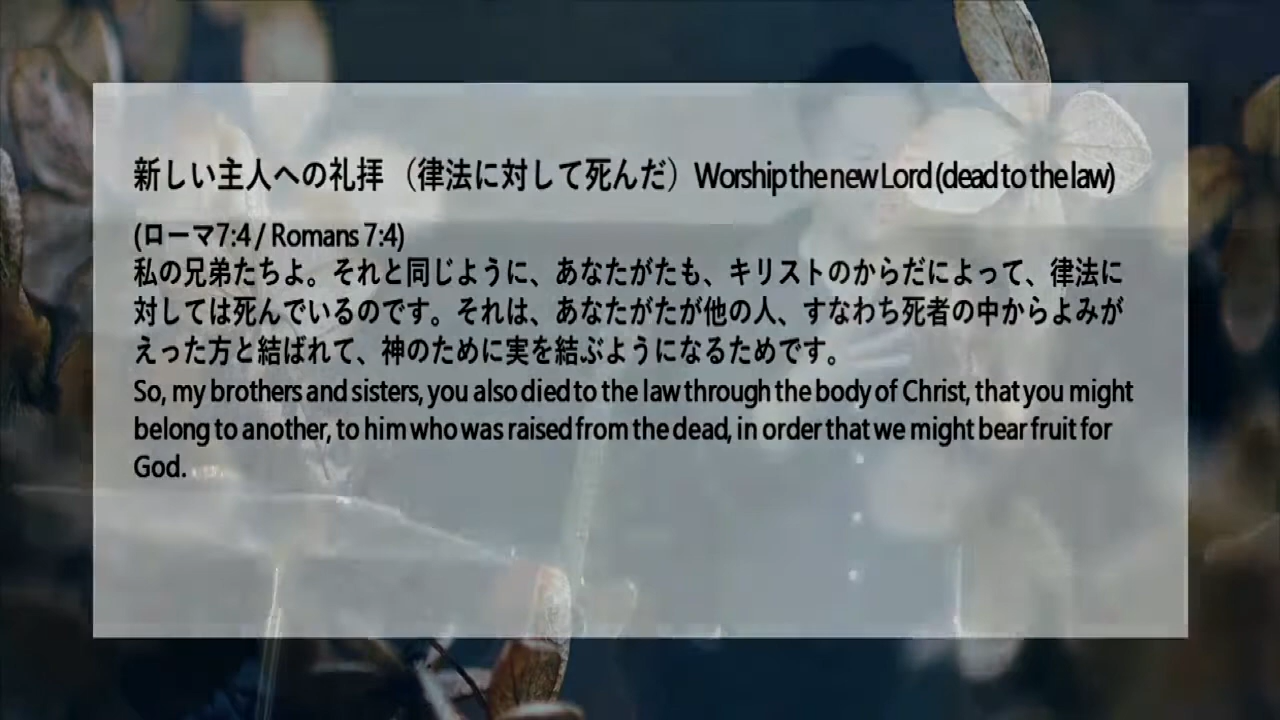 新しい主人への礼拝 （律法に対して死んだ）Worship the new Lord (dead to the law)
(ローマ7:4 / Romans 7:4)
私の兄弟たちよ。それと同じように、あなたがたも、キリストのからだによって、律法に
対しては死んでいるのです。それは、あなたがたが他の人、すなわち死者の中からよみが
えった方と結ばれて、神のために実を結ぶようになるためです。
So, my brothers and sisters, you also died to the law through the body of Christ, that you might
belong to another, to him who was raised from the dead, in order that we might bear fruit for
God.